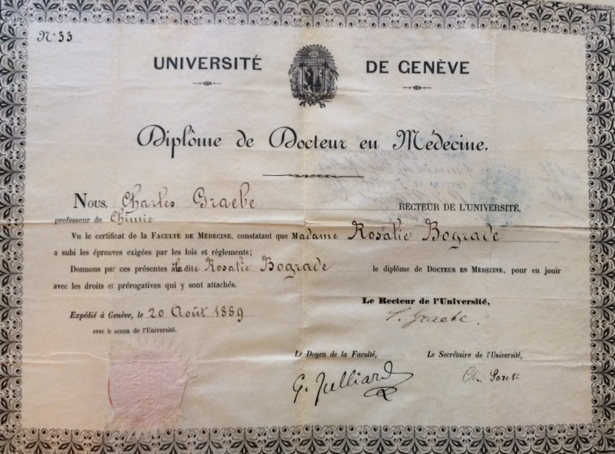 N° 33
UNIVERSITÉ DE GENÈVE
Diplôme de Docteur en Médecine.
NOUS, Charles Graebe RECTEUR DE L'UNIVERSITÉ,
professeur de Chimie
Vu le certificat de la FACULTÉ DE MÉDECINE, constatant que Madame Rosalie Bograde
a subi les épreuves exigées par les lois et règlements;
Donnons par ces présentes à la dite Rosalie Bograde le diplôme de DOCTEUR EN MÉDECINE, pour en jouir
avec les droits et prérogatives qui y sont attachés.
Le Recteur de l'Université,
Expédié à Genève, le 20 Août 1889
C. Graebe.
avec le sceau de l'Université.
Le Doyen de la Faculté, Le Secrétaire de l'Université,
G. Julliard Ch. Soret